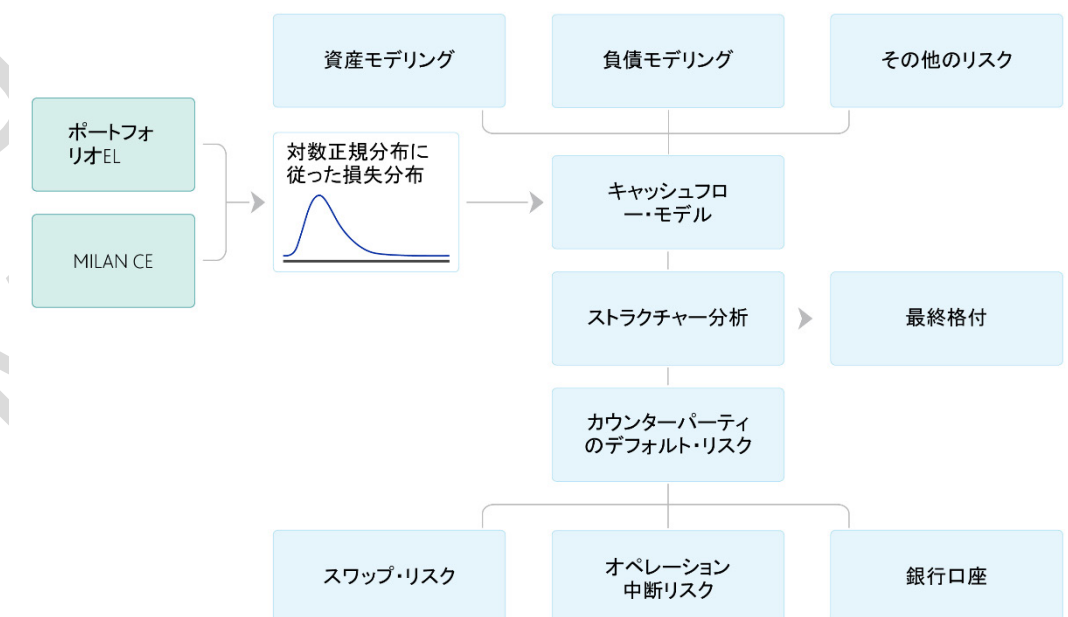 資産モデリング
負債モデリング
その他のリスク
ポートフォ
リオEL
MILAN CE
対数正規分布に
従った損失分布
キャッシュフロ
ー・モデル
ストラクチャー分析
最終格付
カウンターパーティ
のデフォルト・リスク
スワップ・リスク
オペレーション
中断リスク
銀行口座